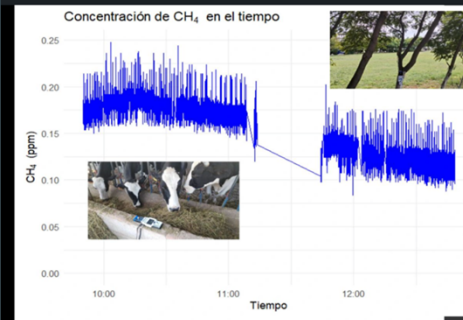 Concentración de CH₄ en el tiempo
0.25
0.20
0.15
0.10
0.05
0.00
CH₄ (ppm)
10:00 11:00 12:00
Tiempo